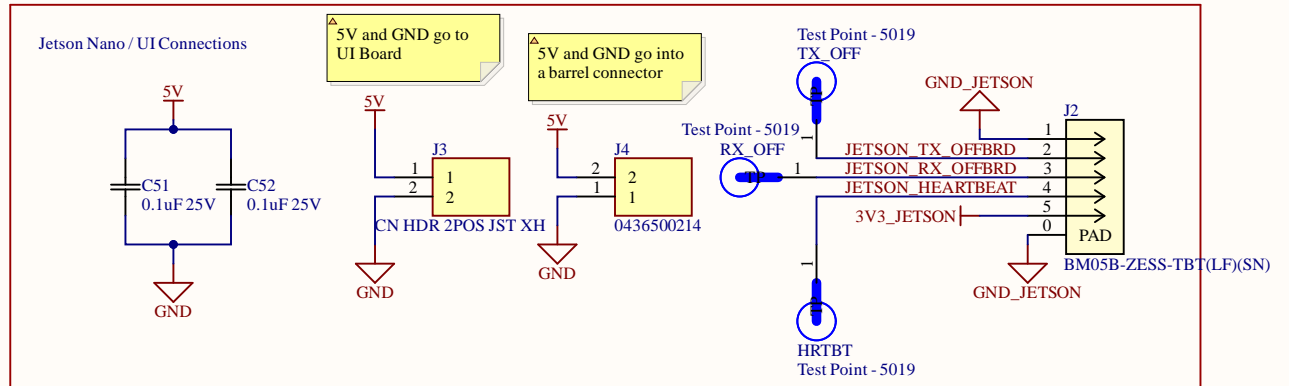 Jetson Nano / UI Connections
5V and GND go to
UI Board
5V and GND go into
a barrel connector
Test Point - 5019
TX_OFF
GND_JETSON
J2
5V
5V
5V
Test Point - 5019
RX_OFF
1
1
JETSON_TX_OFFBRD
2
JETSON_RX_OFFBRD
3
JETSON_HEARTBEAT
4
3V3_JETSON
5
0
PAD
BM05B-ZESS-TBT(LF)(SN)
GND_JETSON
TP
1
C51
0.1uF 25V
C52
0.1uF 25V
GND
J3
1
1
2
2
CN HDR 2POS JST XH
GND
J4
2
2
1
1
0436500214
GND
1
HRTBT
Test Point - 5019